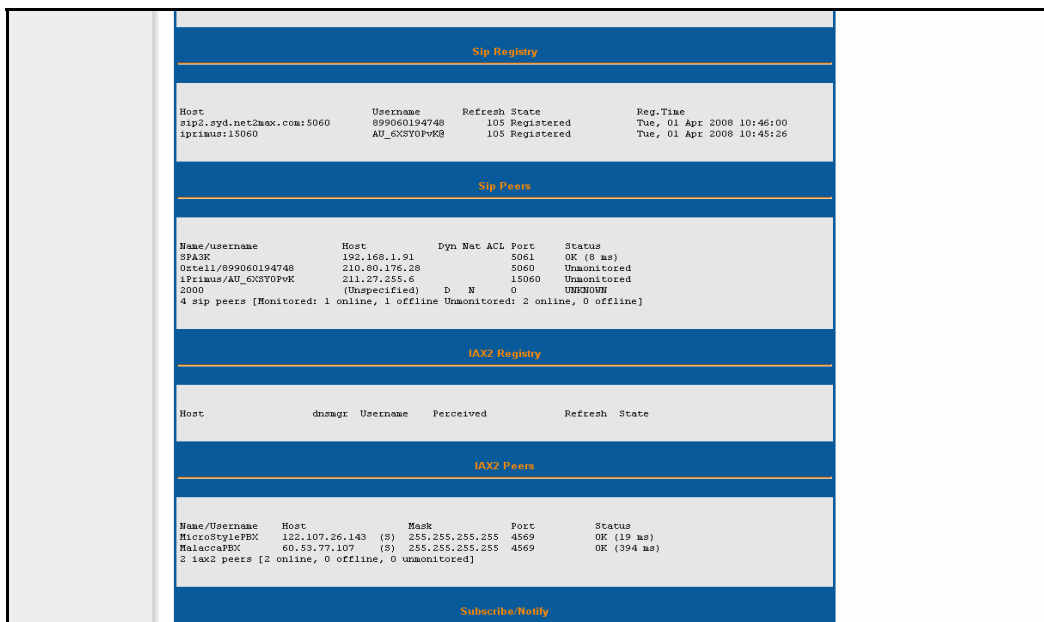 Sip Registry
Host Username Refresh State Reg.Time
sip2.syd.net2max.com:5060 899060194748 105 Registered Tue, 01 Apr 2008 10:46:00
iprimus:15060 AU_6XSY0PvK@ 105 Registered Tue, 01 Apr 2008 10:45:26
Sip Peers
Name/username Host Dyn Nat ACL Port Status
SPA3K 192.168.1.91 5061 OK (8 ms)
Oztell/899060194748 210.80.176.28 5060 Unmonitored
iPrimus/AU_6XSY0PvK 211.27.255.6 15060 Unmonitored
2000 (Unspecified) D N 0 UNKNOWN
4 sip peers [Monitored: 1 online, 1 offline Unmonitored: 2 online, 0 offline]
IAX2 Registry
Host dnsmgr Username Perceived Refresh State
IAX2 Peers
Name/Username Host Mask Port Status
MicroStylePBX 122.107.26.143 (S) 255.255.255.255 4569 OK (19 ms)
MalaccaPBX 60.53.77.107 (S) 255.255.255.255 4569 OK (394 ms)
2 iax2 peers [2 online, 0 offline, 0 unmonitored]
Subscribe/Notify